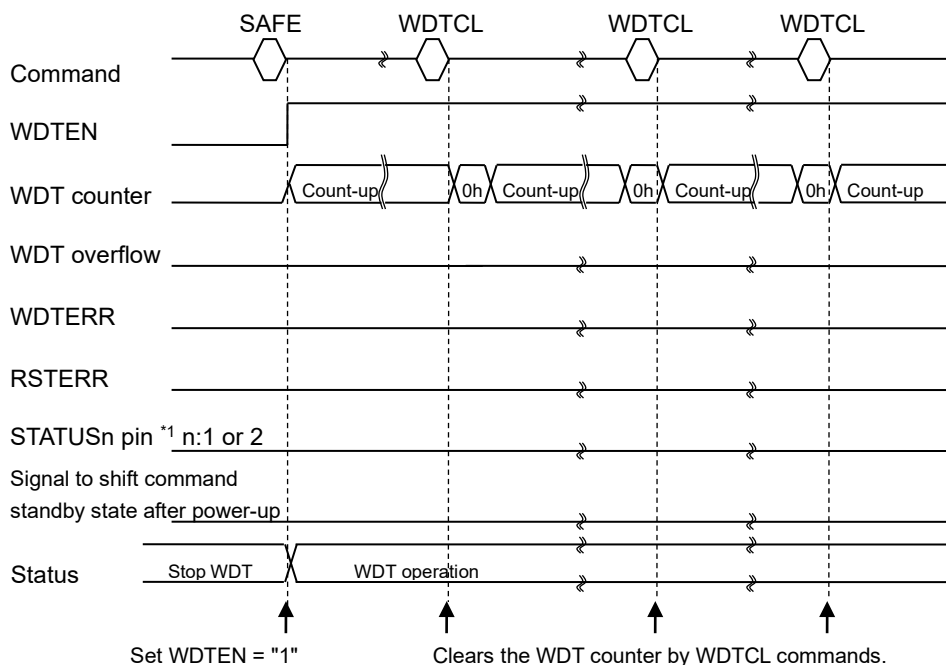 SAFE WDTCL WDTCL WDTCL
Command
WDTEN
WDT counter Count-up 0h Count-up 0h Count-up 0h Count-up
WDT overflow
WDTERR
RSTERR
STATUSn pin *1 n:1 or 2
Signal to shift command
standby state after power-up
Status Stop WDT WDT operation
Set WDTEN = "1" Clears the WDT counter by WDTCL commands.